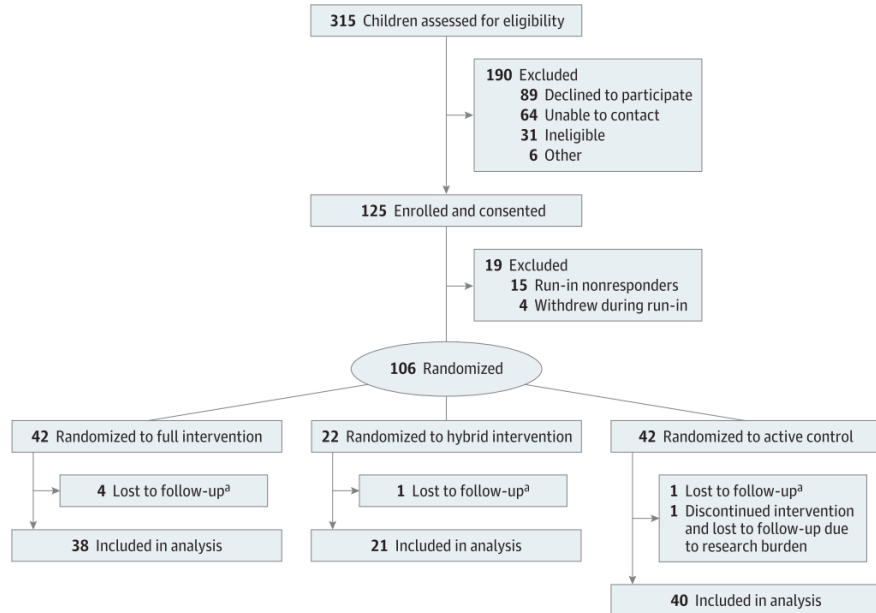 315 Children assessed for eligibility
190 Excluded
89 Declined to participate
64 Unable to contact
31 Ineligible
6 Other
125 Enrolled and consented
19 Excluded
15 Run-in nonresponders
4 Withdrew during run-in
106 Randomized
42 Randomized to full intervention
22 Randomized to hybrid intervention
42 Randomized to active control
4 Lost to follow-upª
1 Lost to follow-upª
1 Lost to follow-upª
1 Discontinued intervention
and lost to follow-up due
to research burden
38 Included in analysis
21 Included in analysis
40 Included in analysis